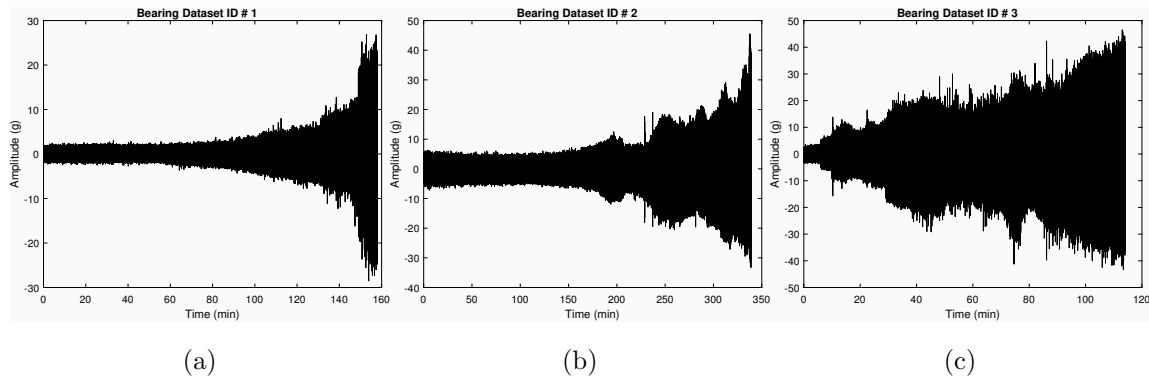 Bearing Dataset ID # 1
Amplitude (g)
30
20
10
0
-10
-20
-30
0 20 40 60 80 100 120 140 160
Time (min)
(a)
Bearing Dataset ID # 2
Amplitude (g)
50
40
30
20
10
0
-10
-20
-30
-40
0 50 100 150 200 250 300 350
Time (min)
(b)
Bearing Dataset ID # 3
Amplitude (g)
50
40
30
20
10
0
-10
-20
-30
-40
-50
0 20 40 60 80 100 120
Time (min)
(c)